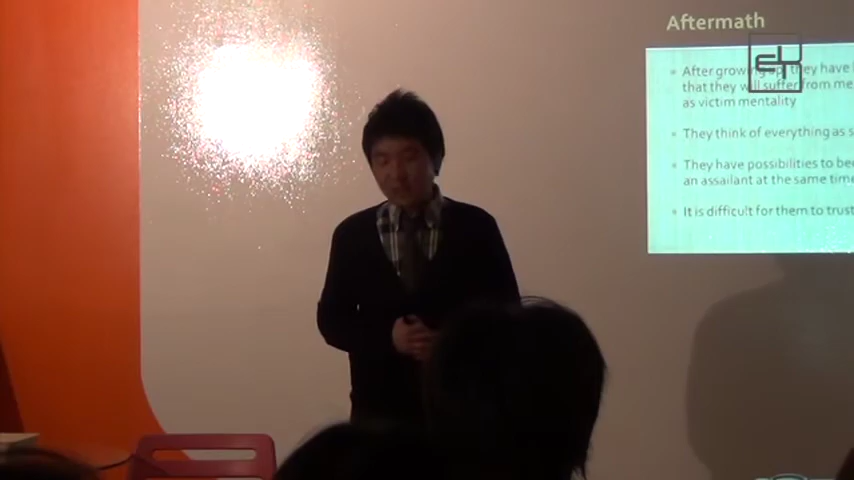 Aftermath
After growing up, they have
that they will suffer from me
as victim mentality
They think of everything as s
They have possibilities to be
an assailant at the same time
It is difficult for them to trust